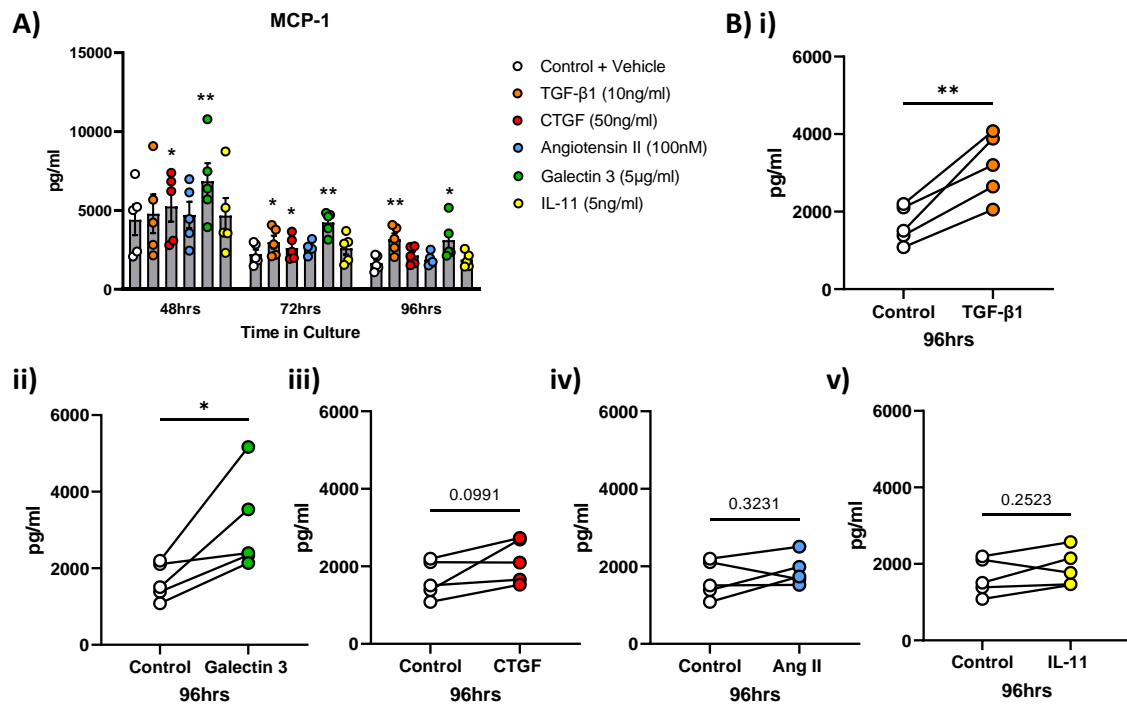 A)
MCP-1
15000
10000
5000
0
pg/ml
*
**
*
*
**
**
*
48hrs
72hrs
96hrs
Time in Culture
Control + Vehicle
TGF-β1 (10ng/ml)
CTGF (50ng/ml)
Angiotensin II (100nM)
Galectin 3 (5µg/ml)
IL-11 (5ng/ml)
B) i)
6000
4000
2000
0
pg/ml
**
Control TGF-β1
96hrs
ii)
6000
4000
2000
0
pg/ml
*
Control Galectin 3
96hrs
iii)
6000
4000
2000
0
pg/ml
0.0991
Control CTGF
96hrs
iv)
6000
4000
2000
0
pg/ml
0.3231
Control Ang II
96hrs
v)
6000
4000
2000
0
pg/ml
0.2523
Control IL-11
96hrs